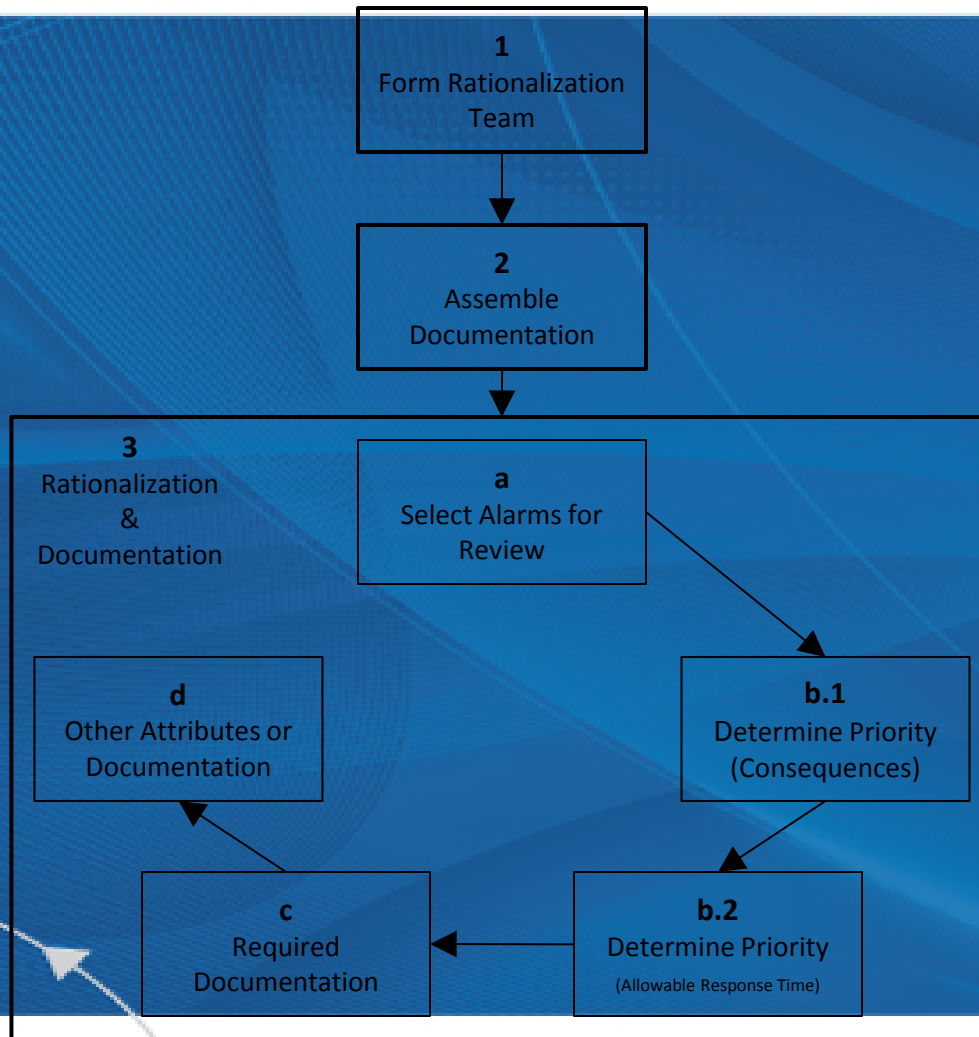 1
Form Rationalization
Team
2
Assemble
Documentation
3
Rationalization
&
Documentation
a
Select Alarms for
Review
b.1
Determine Priority
(Consequences)
b.2
Determine Priority
(Allowable Response Time)
c
Required
Documentation
d
Other Attributes or
Documentation